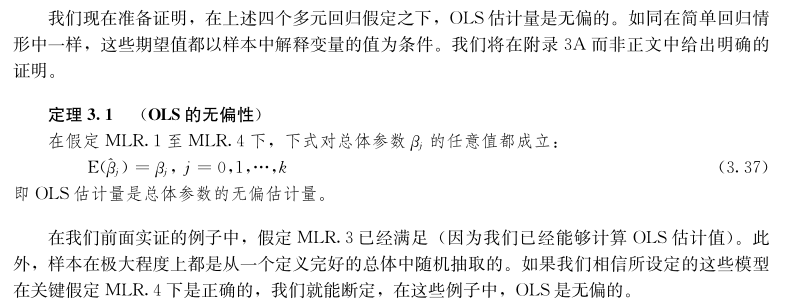 我们现在准备证明，在上述四个多元回归假定之下，OLS估计量是无偏的。如同在简单回归情
形中一样，这些期望值都以样本中解释变量的值为条件。我们将在附录 3A 而非正文中给出明确的
证明。
定理 3.1 （OLS 的无偏性）
在假定 MLR.1 至 MLR.4 下，下式对总体参数 βj 的任意值都成立：
E(β̂j) = βj, j = 0,1,…,k (3.37)
即 OLS 估计量是总体参数的无偏估计量。
在我们前面实证的例子中，假定 MLR.3 已经满足（因为我们已经能够计算 OLS 估计值）。此
外，样本在极大程度上都是从一个定义完好的总体中随机抽取的。如果我们相信所设定的这些模型
在关键假定 MLR.4 下是正确的，我们就能断定，在这些例子中，OLS 是无偏的。